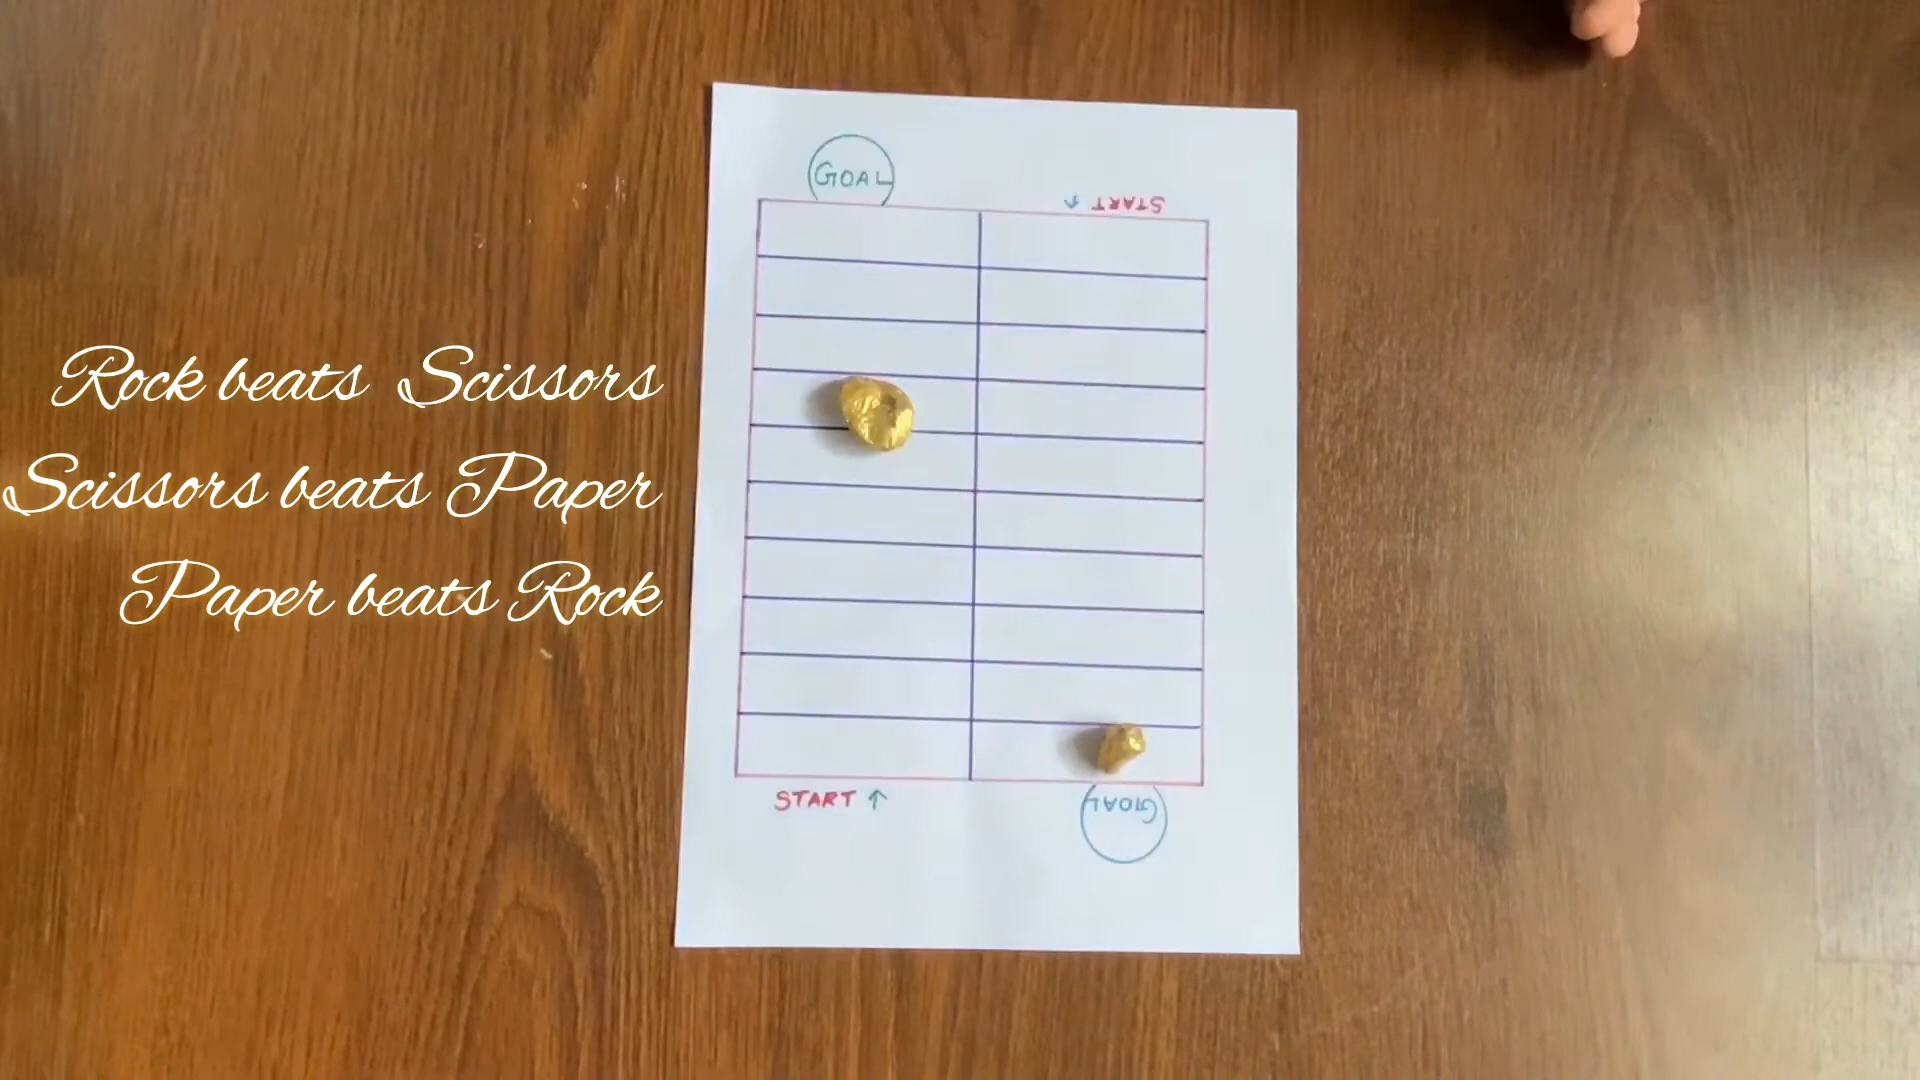 GOAL
START ↑
Rock beats Scissors
Scissors beats Paper
Paper beats Rock
START ↑
GOAL